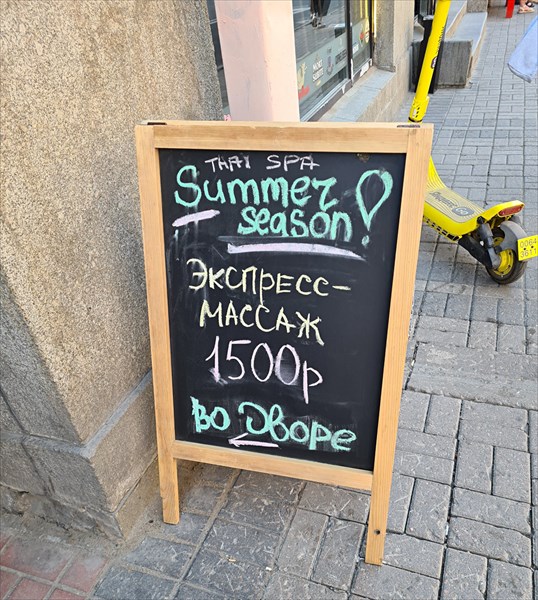 THAI SPA
Summer
season!
ЭКСПРЕСС-
МАССАЖ
1500р
Во Дворе